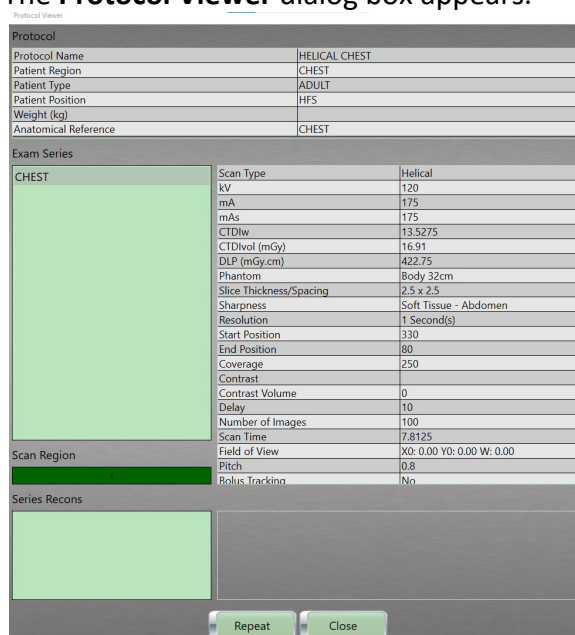 The Protocol Viewer dialog box appears.
Protocol Viewer
Protocol
Protocol Name HELICAL CHEST
Patient Region CHEST
Patient Type ADULT
Patient Position HFS
Weight (kg)
Anatomical Reference CHEST
Exam Series
CHEST
Scan Type Helical
kV 120
mA 175
mAs 175
CTDIw 13.5275
CTDIvol (mGy) 16.91
DLP (mGy.cm) 422.75
Phantom Body 32cm
Slice Thickness/Spacing 2.5 x 2.5
Sharpness Soft Tissue - Abdomen
Resolution 1 Second(s)
Start Position 330
End Position 80
Coverage 250
Contrast
Contrast Volume 0
Delay 10
Number of Images 100
Scan Time 7.8125
Field of View X0: 0.00 Y0: 0.00 W: 0.00
Pitch 0.8
Bolus Tracking No
Scan Region
1
Series Recons
Repeat Close